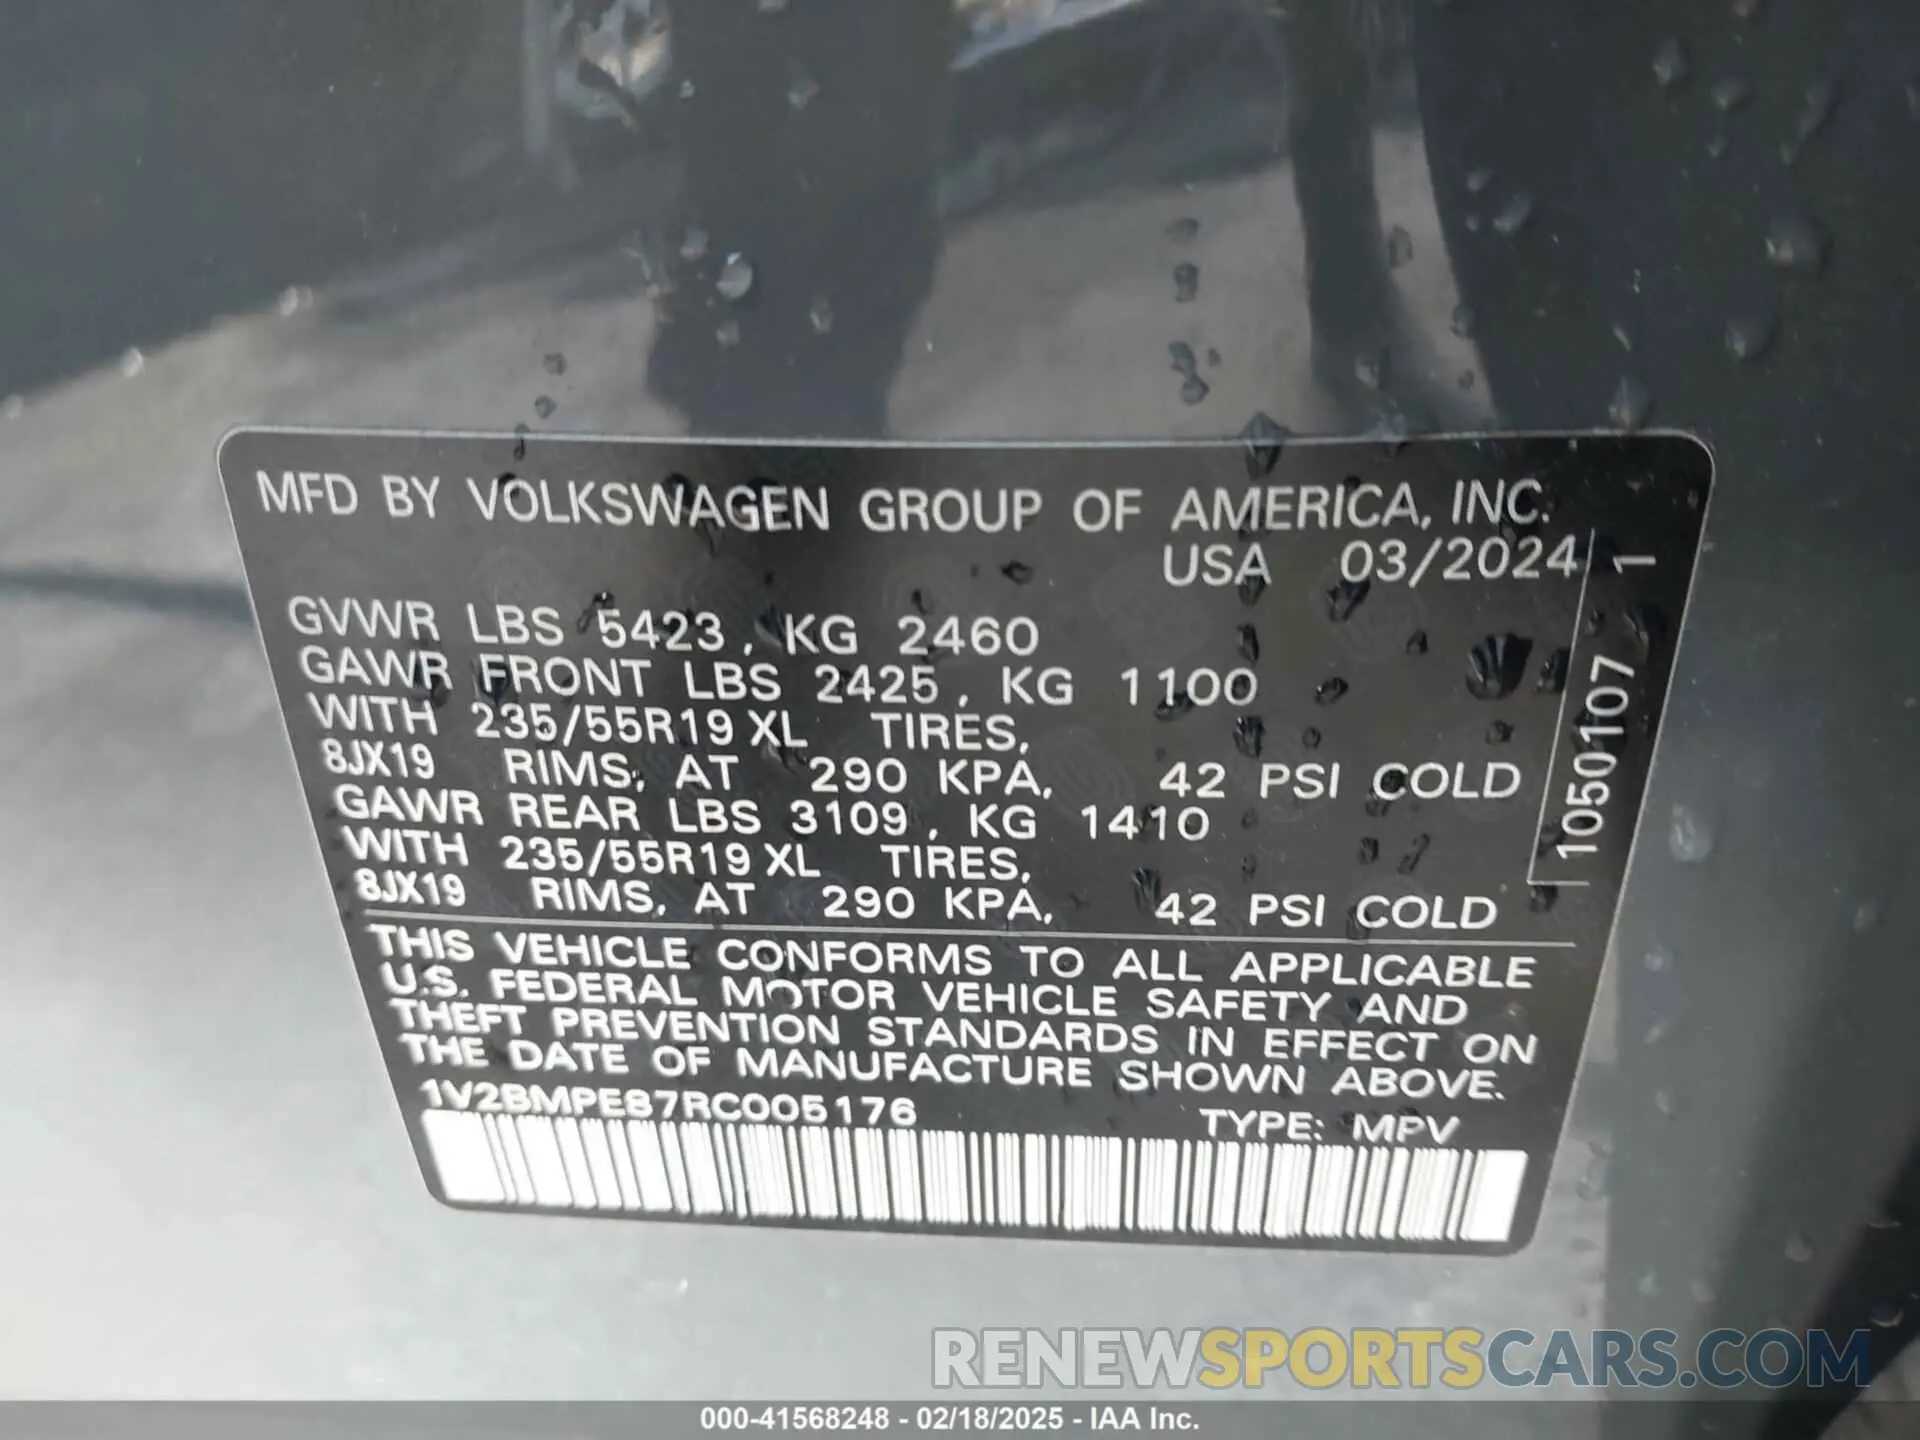 MFD BY VOLKSWAGEN GROUP OF AMERICA, INC.
USA 03/2024
GVWR LBS 5423, KG 2460
GAWR FRONT LBS 2425, KG 1100
WITH 235/55R19 XL TIRES,
8JX19 RIMS, AT 290 KPA, 42 PSI COLD
GAWR REAR LBS 3109, KG 1410
WITH 235/55R19 XL TIRES,
8JX19 RIMS, AT 290 KPA, 42 PSI COLD
1050107 1
THIS VEHICLE CONFORMS TO ALL APPLICABLE
U.S. FEDERAL MOTOR VEHICLE SAFETY AND
THEFT PREVENTION STANDARDS IN EFFECT ON
THE DATE OF MANUFACTURE SHOWN ABOVE.
1V2BMPE87RC005176 TYPE: MPV
RENEWSPORTSCARS.COM
000-41568248 - 02/18/2025 - IAA Inc.